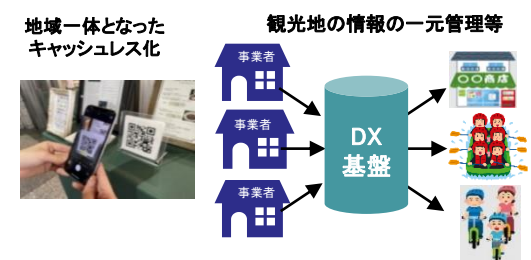 地域一体となった
キャッシュレス化
観光地の情報の一元管理等
事業者
事業者
事業者
DX
基盤
〇〇商店